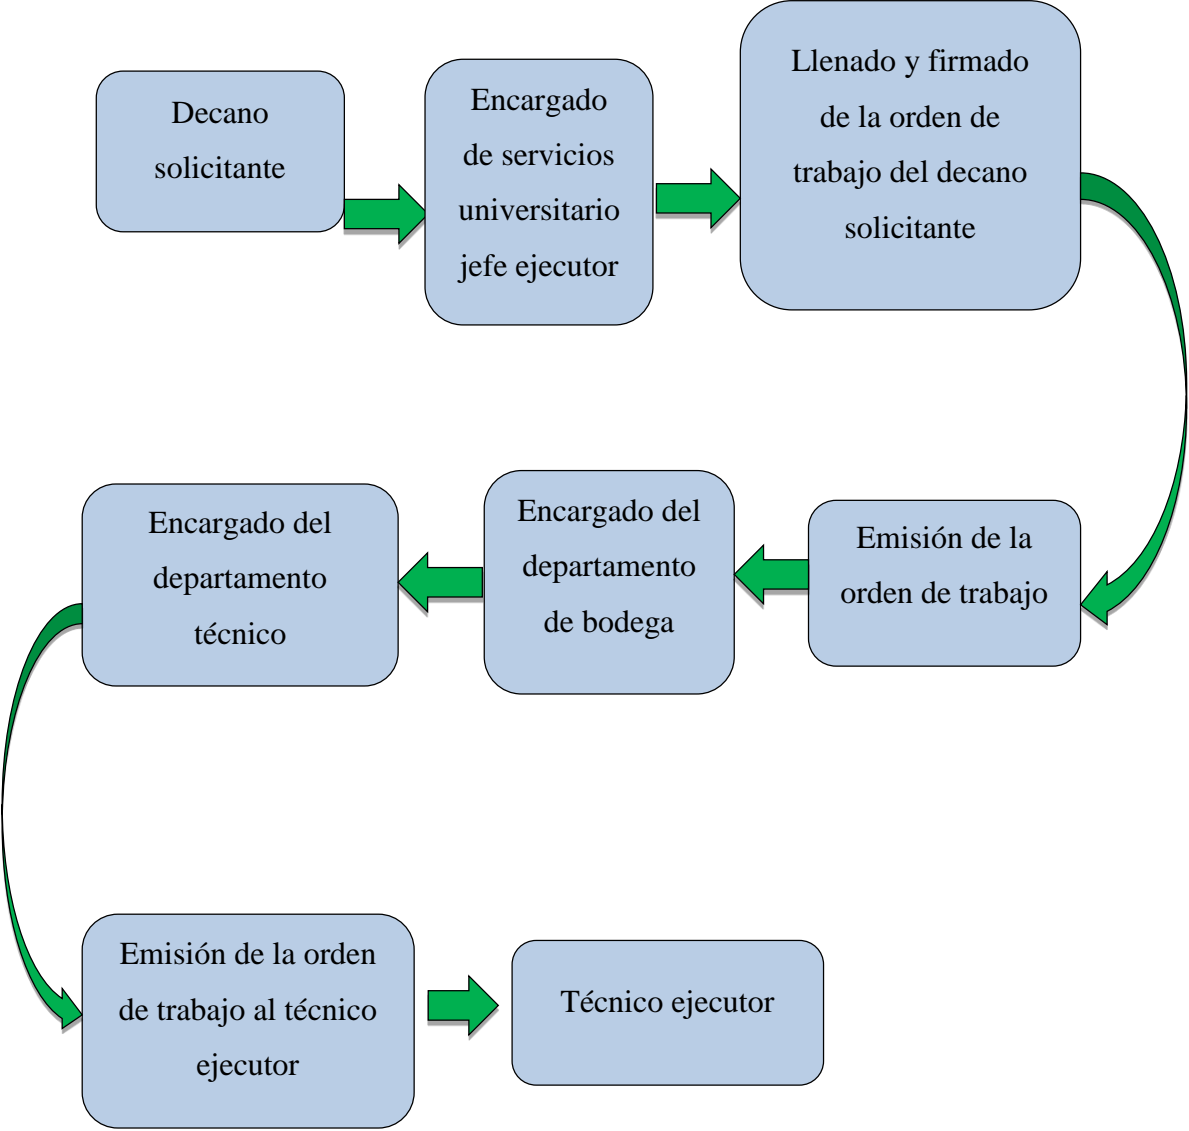 Decano
solicitante
Encargado
de servicios
universitario
jefe ejecutor
Llenado y firmado
de la orden de
trabajo del decano
solicitante
Emisión de la
orden de trabajo
Encargado del
departamento
de bodega
Encargado del
departamento
técnico
Emisión de la orden
de trabajo al técnico
ejecutor
Técnico ejecutor